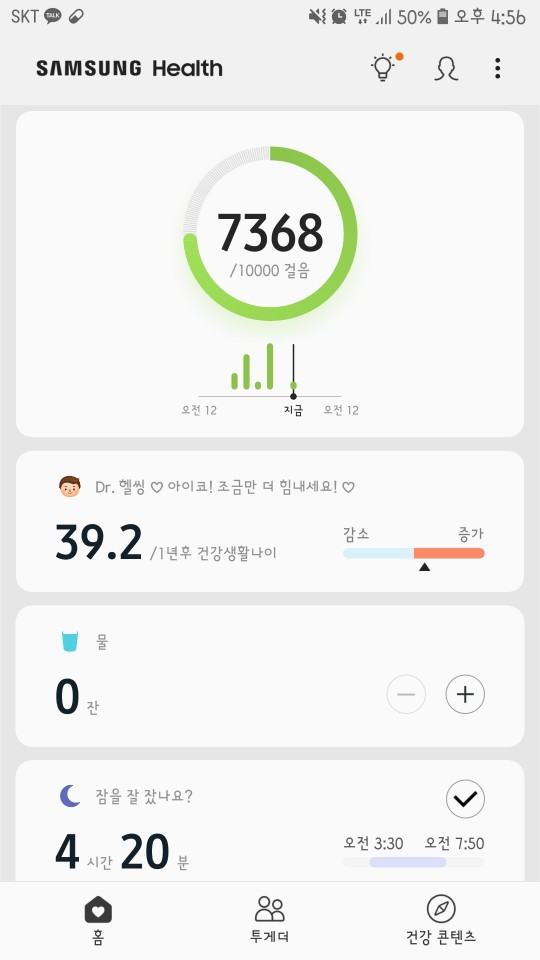 SKT TALK LTE 50% 오후 4:56
SAMSUNG Health
7368
/10000 걸음
오전 12 지금 오전 12
Dr. 헬씽 ♡ 아이코! 조금만 더 힘내세요! ♡
39.2 /1년후 건강생활나이
감소 증가
물
0 잔
잠을 잘 잤나요?
4 시간 20 분
오전 3:30 오전 7:50
홈 투게더 건강 콘텐츠